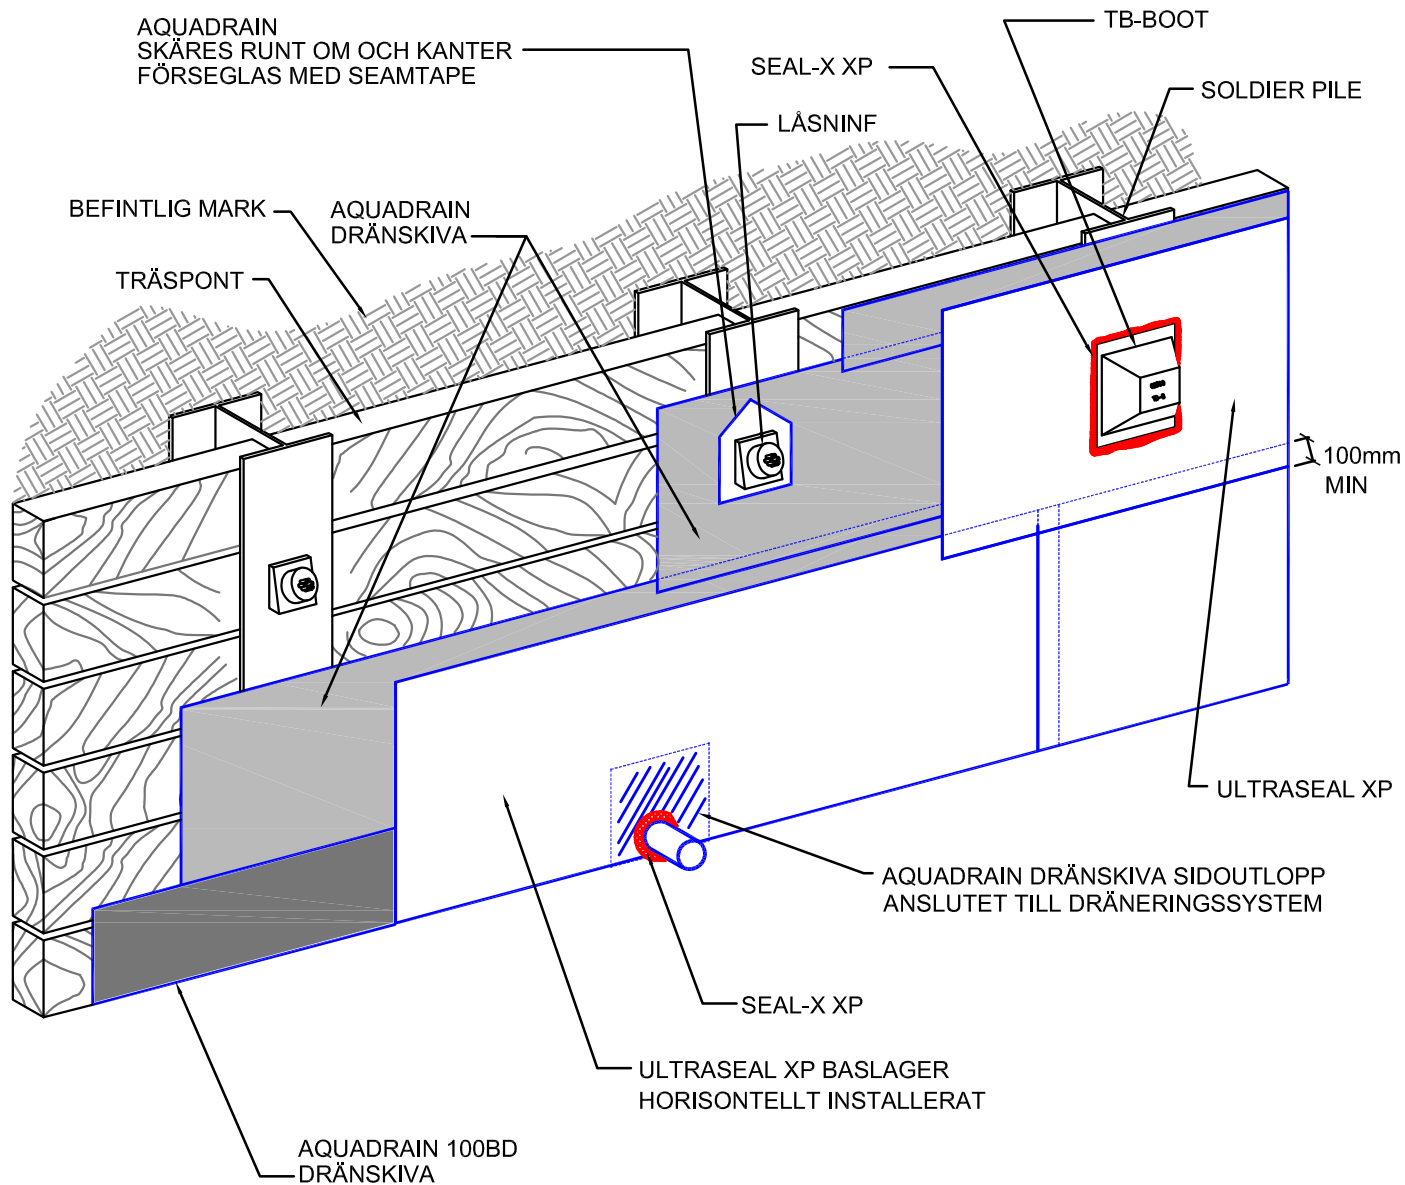 AQUADRAIN
SKÄRES RUNT OM OCH KANTER
FÖRSEGLAS MED SEAMTAPE
TB-BOOT
SEAL-X XP
SOLDIER PILE
LÅSNINF
BEFINTLIG MARK
AQUADRAIN
DRÄNSKIVA
TRÄSPONT
100mm
MIN
ULTRASEAL XP
AQUADRAIN DRÄNSKIVA SIDOUTLOPP
ANSLUTET TILL DRÄNERINGSSYSTEM
SEAL-X XP
ULTRASEAL XP BASLAGER
HORISONTELLT INSTALLERAT
AQUADRAIN 100BD
DRÄNSKIVA